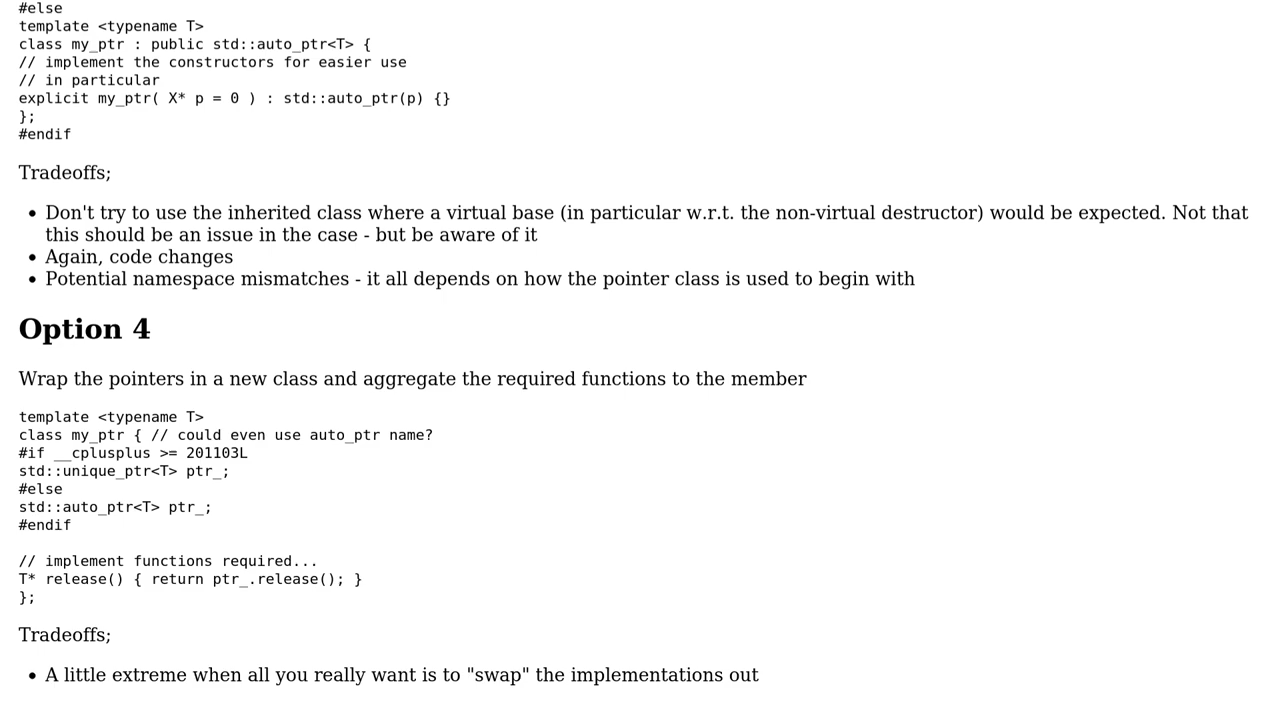 #else
template <typename T>
class my_ptr : public std::auto_ptr<T> {
// implement the constructors for easier use
// in particular
explicit my_ptr( X* p = 0 ) : std::auto_ptr(p) {}
};
#endif
Tradeoffs;
• Don't try to use the inherited class where a virtual base (in particular w.r.t. the non-virtual destructor) would be expected. Not that
this should be an issue in the case - but be aware of it
• Again, code changes
• Potential namespace mismatches - it all depends on how the pointer class is used to begin with
Option 4
Wrap the pointers in a new class and aggregate the required functions to the member
template <typename T>
class my_ptr { // could even use auto_ptr name?
#if __cplusplus >= 201103L
std::unique_ptr<T> ptr_;
#else
std::auto_ptr<T> ptr_;
#endif
// implement functions required...
T* release() { return ptr_.release(); }
};
Tradeoffs;
• A little extreme when all you really want is to "swap" the implementations out